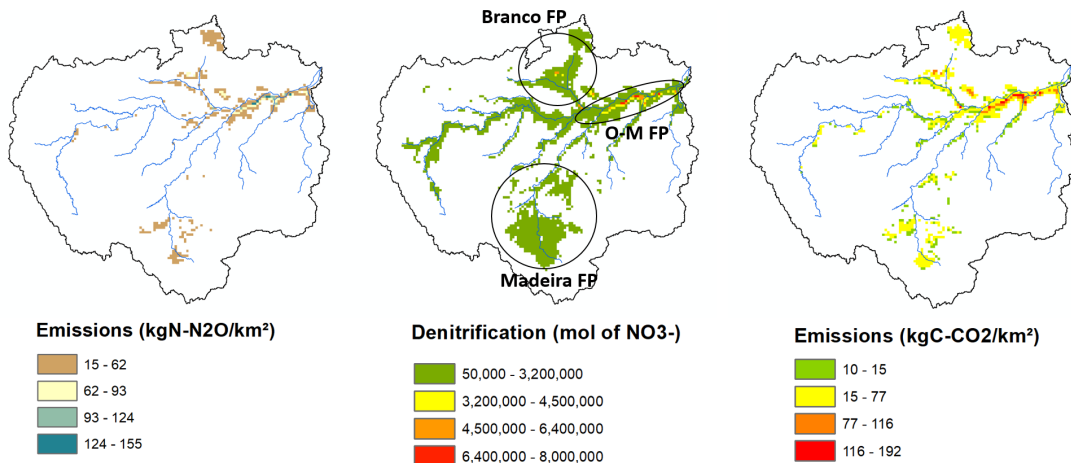 Branco FP
O-M FP
Madeira FP
Emissions (kgN-N2O/km²)
15 - 62
62 - 93
93 - 124
124 - 155
Denitrification (mol of NO3-)
50,000 - 3,200,000
3,200,000 - 4,500,000
4,500,000 - 6,400,000
6,400,000 - 8,000,000
Emissions (kgC-CO2/km²)
10 - 15
15 - 77
77 - 116
116 - 192